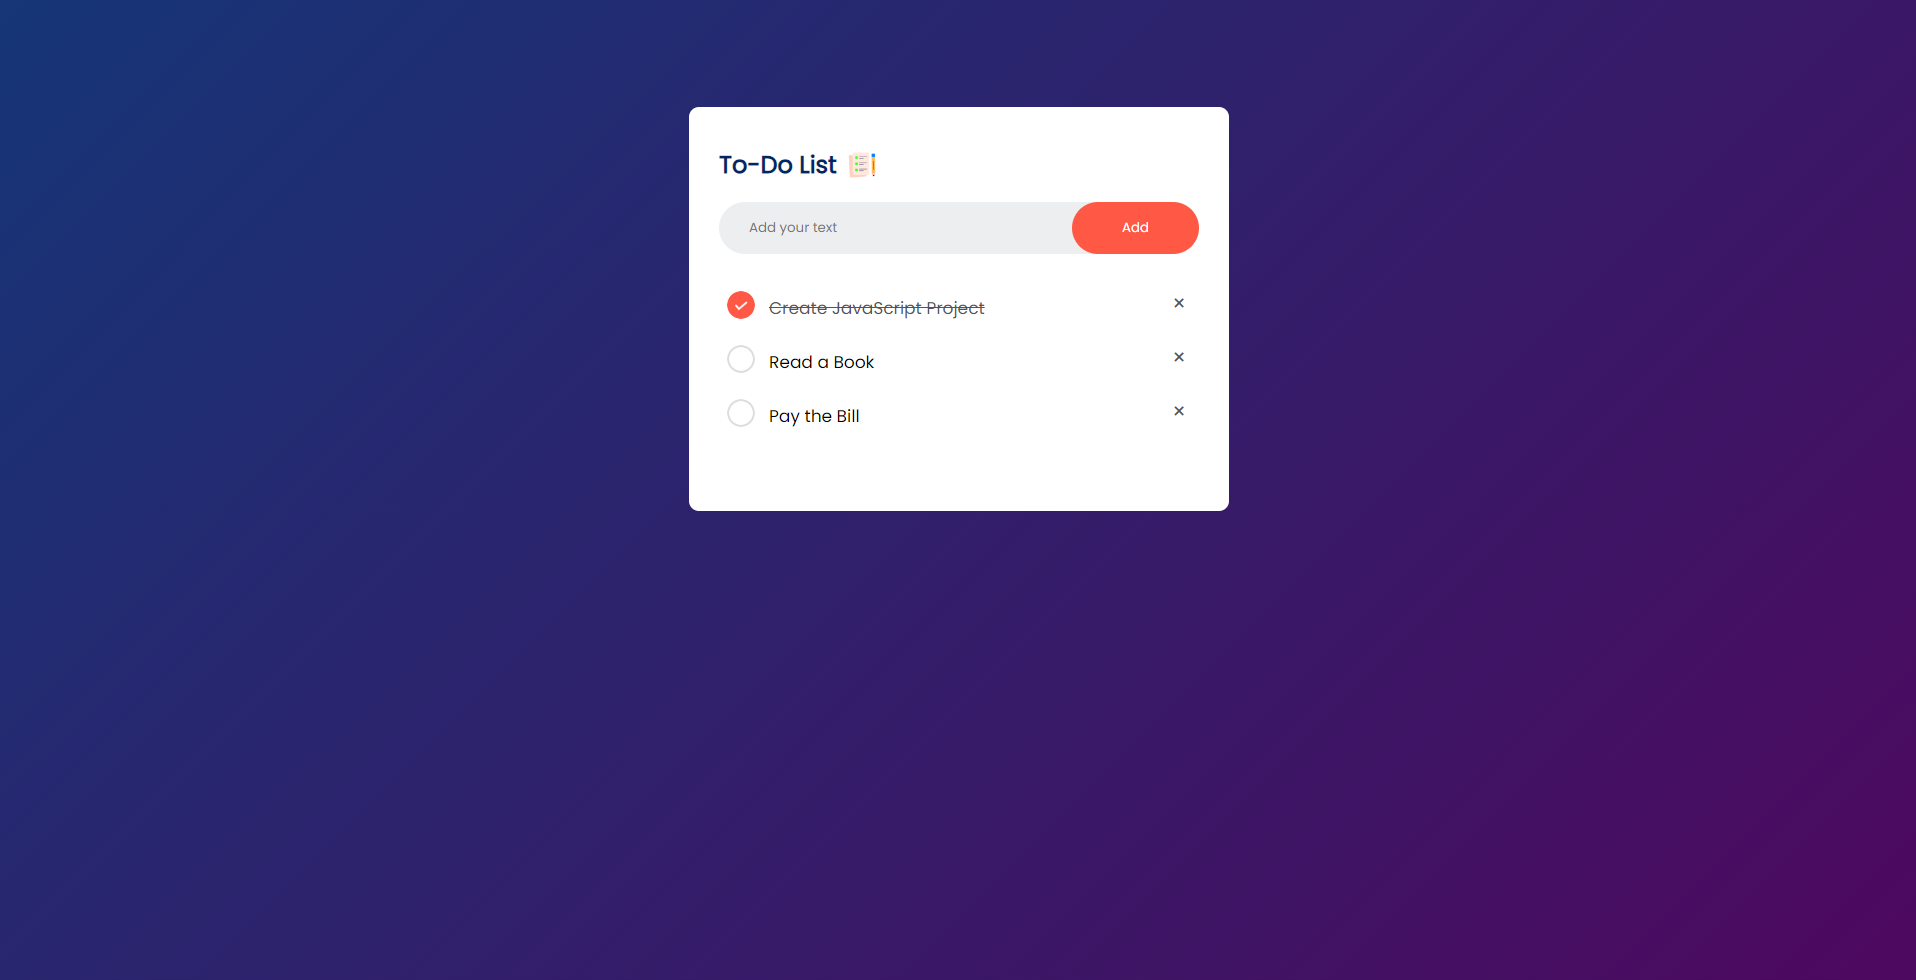 To-Do List
Add your text
Add
Create JavaScript Project
Read a Book
Pay the Bill